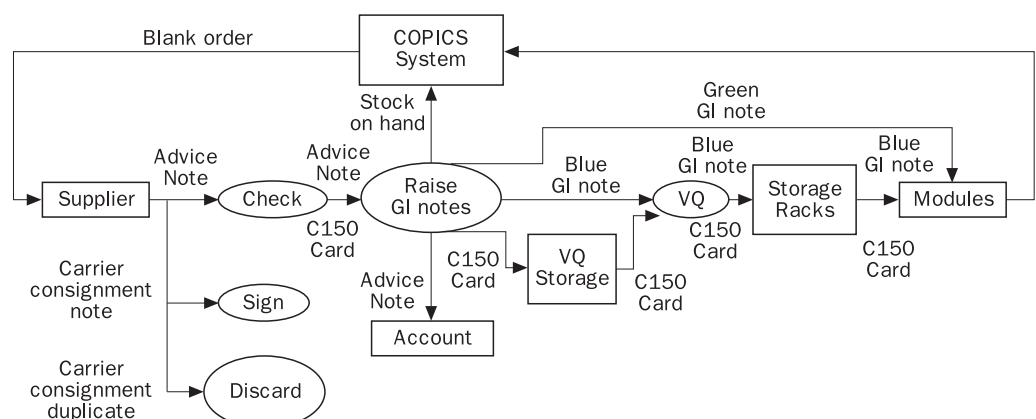 Blank order
COPICS
System
Stock
on hand
Green
GI note
Advice
Note
Advice
Note
Blue
GI note
Blue
GI note
Blue
GI note
Supplier
Check
Raise
GI notes
VQ
Storage
Racks
Modules
C150
Card
C150
Card
VQ
Storage
C150
Card
C150
Card
C150
Card
Carrier
consignment
note
Sign
Advice
Note
Account
Carrier
consignment
duplicate
Discard